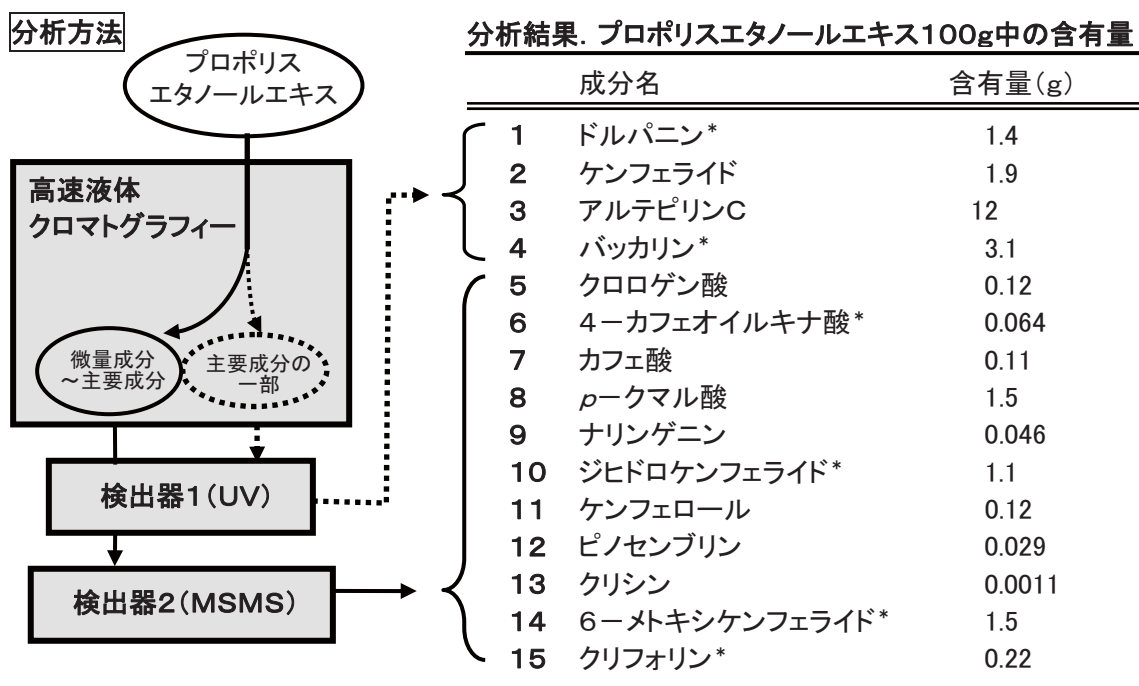 分析方法
プロポリス
エタノールエキス
高速液体
クロマトグラフィー
微量成分
～主要成分
主要成分の
一部
検出器1(UV)
検出器2(MSMS)
分析結果．プロポリスエタノールエキス100g中の含有量
成分名 含有量(g)
1 ドルパニン* 1.4
2 ケンフェライド 1.9
3 アルテピリンC 12
4 バッカリン* 3.1
5 クロロゲン酸 0.12
6 4－カフェオイルキナ酸* 0.064
7 カフェ酸 0.11
8 p－クマル酸 1.5
9 ナリンゲニン 0.046
10 ジヒドロケンフェライド* 1.1
11 ケンフェロール 0.12
12 ピノセンブリン 0.029
13 クリシン 0.0011
14 6－メトキシケンフェライド* 1.5
15 クリフォリン* 0.22